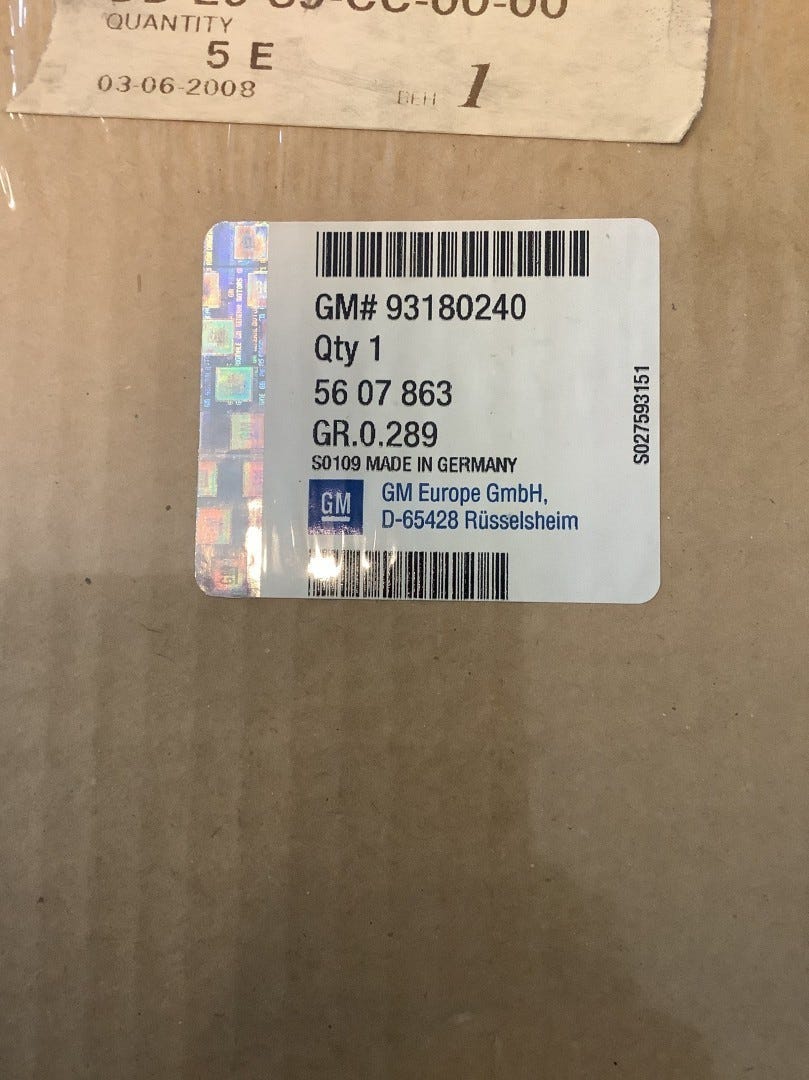 QUANTITY
5 E
03-06-2008
BEH 1
GM# 93180240
Qty 1
56 07 863
GR.0.289
S0109 MADE IN GERMANY
GM
GM Europe GmbH,
D-65428 Rüsselsheim
S027593151